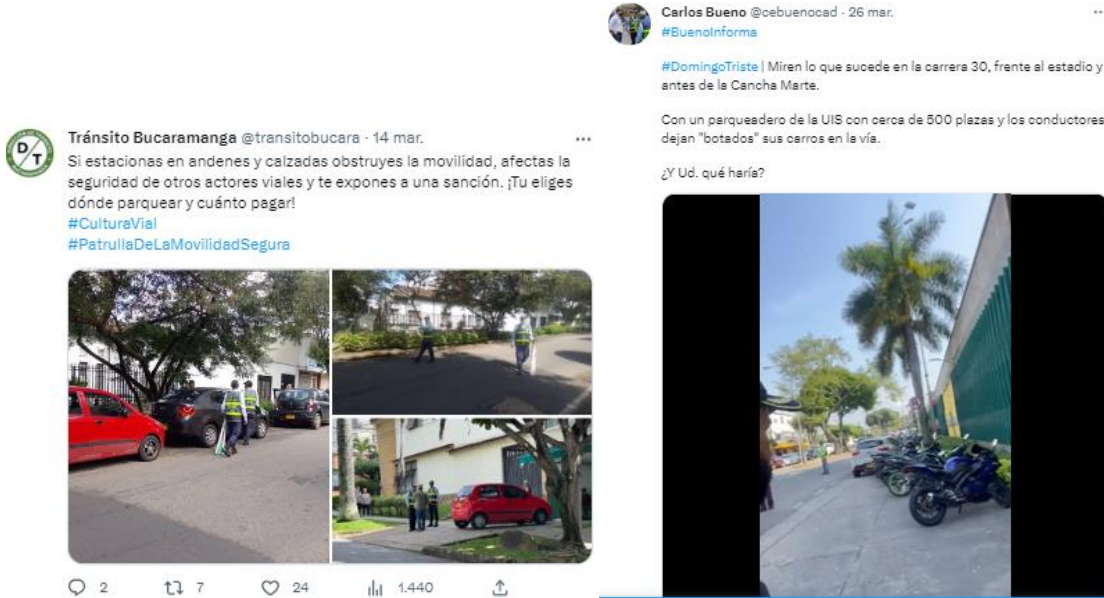 Tránsito Bucaramanga @transitobucara · 14 mar.
Si estacionas en andenes y calzadas obstruyes la movilidad, afectas la
seguridad de otros actores viales y te expones a una sanción. ¡Tu eliges
dónde parquear y cuánto pagar!
#CulturaVial
#PatrullaDeLaMovilidadSegura
2 7 24 1.440
Carlos Bueno @cebuenocad · 26 mar.
#BuenoInforma
#DomingoTriste | Miren lo que sucede en la carrera 30, frente al estadio y
antes de la Cancha Marte.
Con un parqueadero de la UIS con cerca de 500 plazas y los conductores
dejan "botados" sus carros en la vía.
¿Y Ud. qué haría?